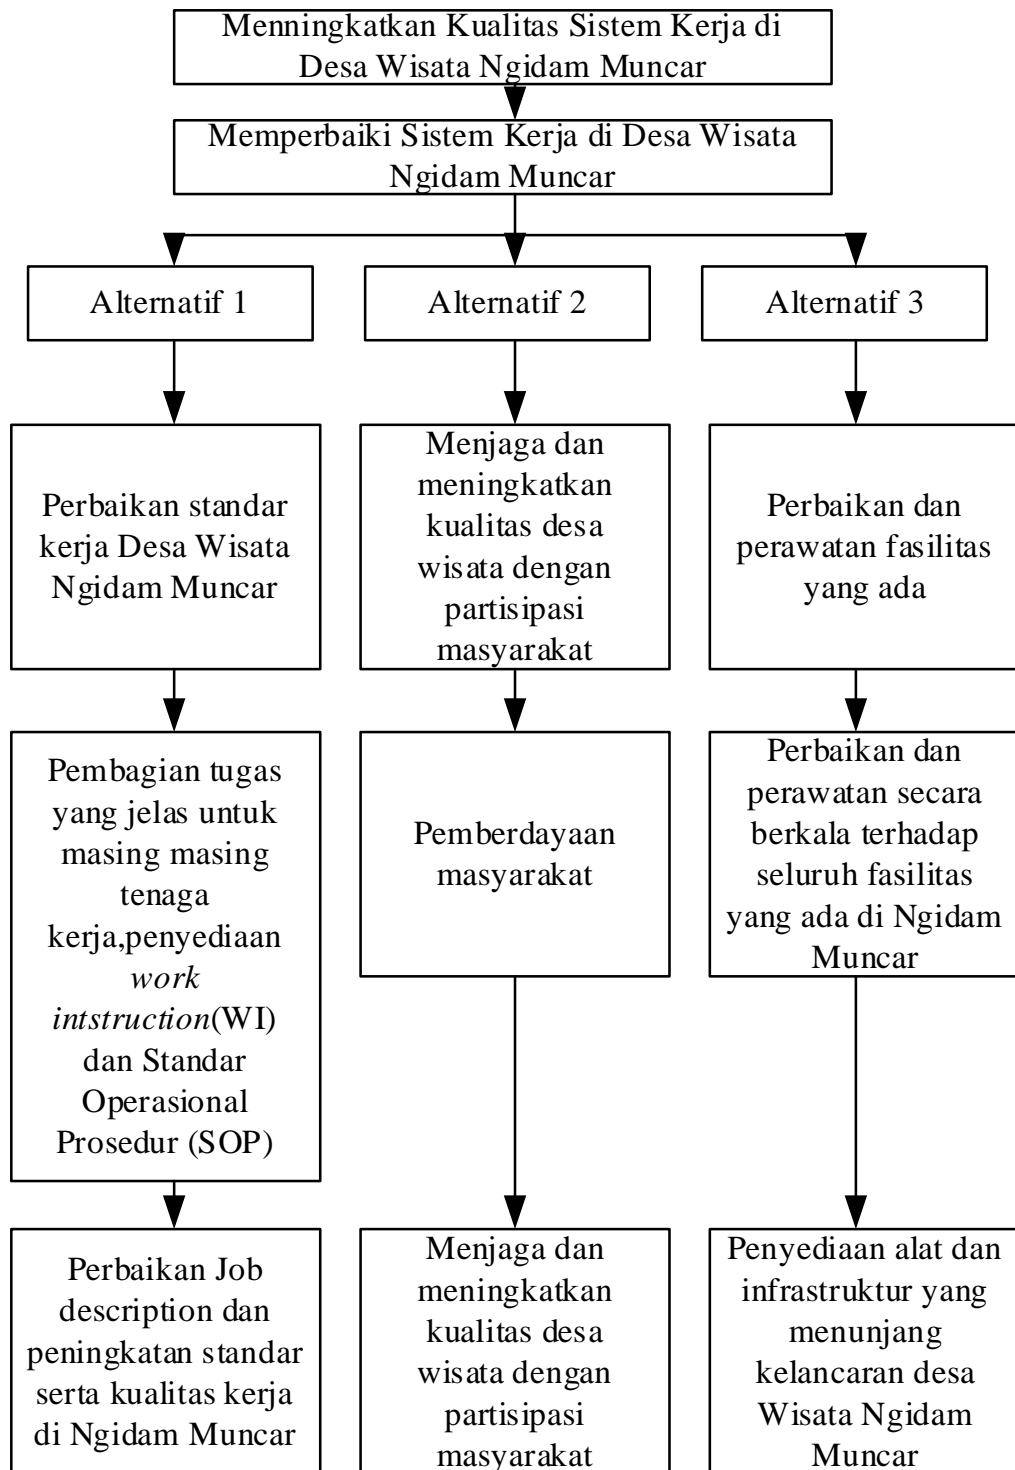 Menningkatkan Kualitas Sistem Kerja di
Desa Wisata Ngidam Muncar
Memperbaiki Sistem Kerja di Desa Wisata
Ngidam Muncar
Alternatif 1
Alternatif 2
Alternatif 3
Perbaikan standar
kerja Desa Wisata
Ngidam Muncar
Menjaga dan
meningkatkan
kualitas desa
wisata dengan
partisipasi
masyarakat
Perbaikan dan
perawatan fasilitas
yang ada
Pembagian tugas
yang jelas untuk
masing masing
tenaga
kerja,penyediaan
work
intstruction(WI)
dan Standar
Operasional
Prosedur (SOP)
Pemberdayaan
masyarakat
Perbaikan dan
perawatan secara
berkala terhadap
seluruh fasilitas
yang ada di Ngidam
Muncar
Perbaikan Job
description dan
peningkatan standar
serta kualitas kerja
di Ngidam Muncar
Menjaga dan
meningkatkan
kualitas desa
wisata dengan
partisipasi
masyarakat
Penyediaan alat dan
infrastruktur yang
menunjang
kelancaran desa
Wisata Ngidam
Muncar